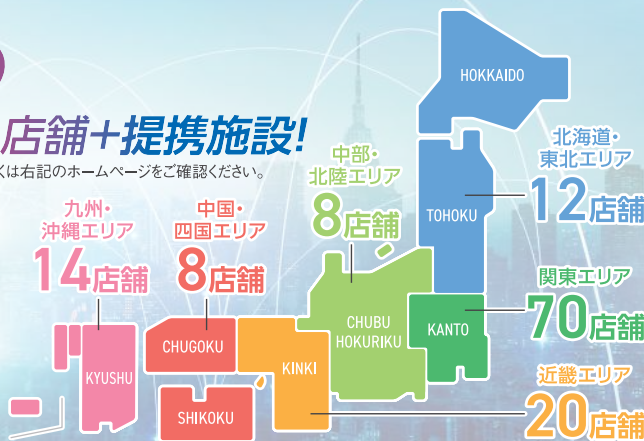 店舗+提携施設!
くは右記のホームページをご確認ください。
HOKKAIDO
北海道・
東北エリア
12店舗
TOHOKU
中部・
北陸エリア
8店舗
九州・
沖縄エリア
14店舗
中国・
四国エリア
8店舗
関東エリア
70店舗
CHUBU
HOKURIKU
KANTO
CHUGOKU
KINKI
KYUSHU
近畿エリア
20店舗
SHIKOKU